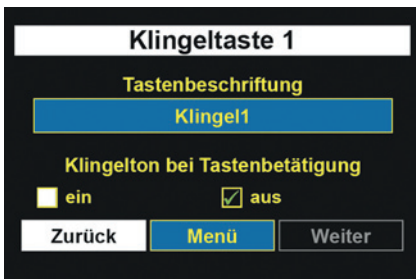 Klingeltaste 1
Tastenbeschriftung
Klingel1
Klingelton bei Tastenbetätigung
ein aus
Zurück Menü Weiter